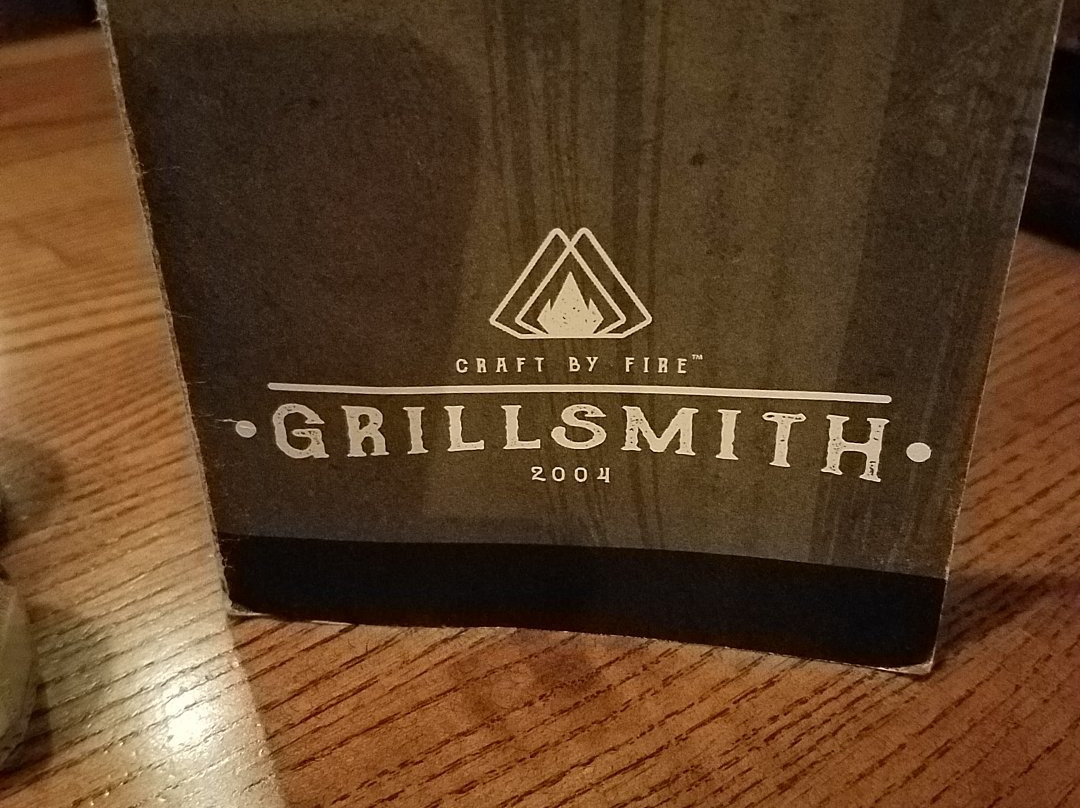 CRAFT BY FIRE™
•GRILLSMITH•
2004